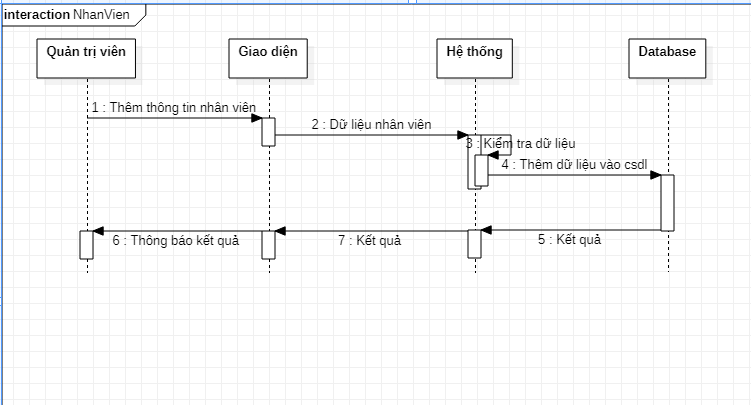 interaction NhanVien
Quản trị viên
Giao diện
Hệ thống
Database
1 : Thêm thông tin nhân viên
2 : Dữ liệu nhân viên
3 : Kiểm tra dữ liệu
4 : Thêm dữ liệu vào csdl
6 : Thông báo kết quả
7 : Kết quả
5 : Kết quả